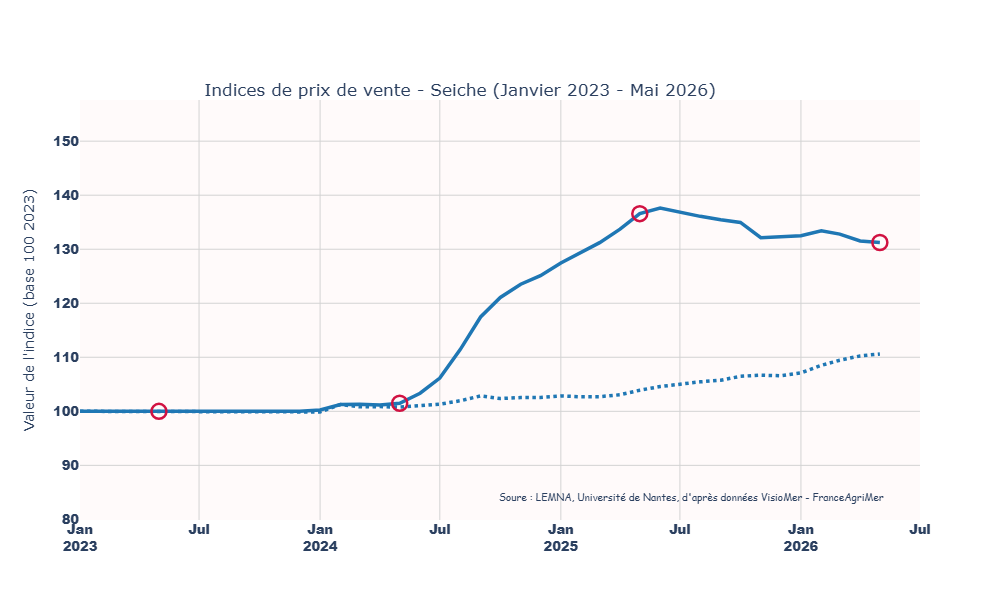 Indices de prix de vente - Seiche (Janvier 2023 - Mai 2026)
Valeur de l'indice (base 100 2023)
150
140
130
120
110
100
90
80
Soure : LEMNA, Université de Nantes, d'après données VisioMer - FranceAgriMer
Jan Jul Jan Jul Jan Jul Jan Jul
2023 2024 2025 2026